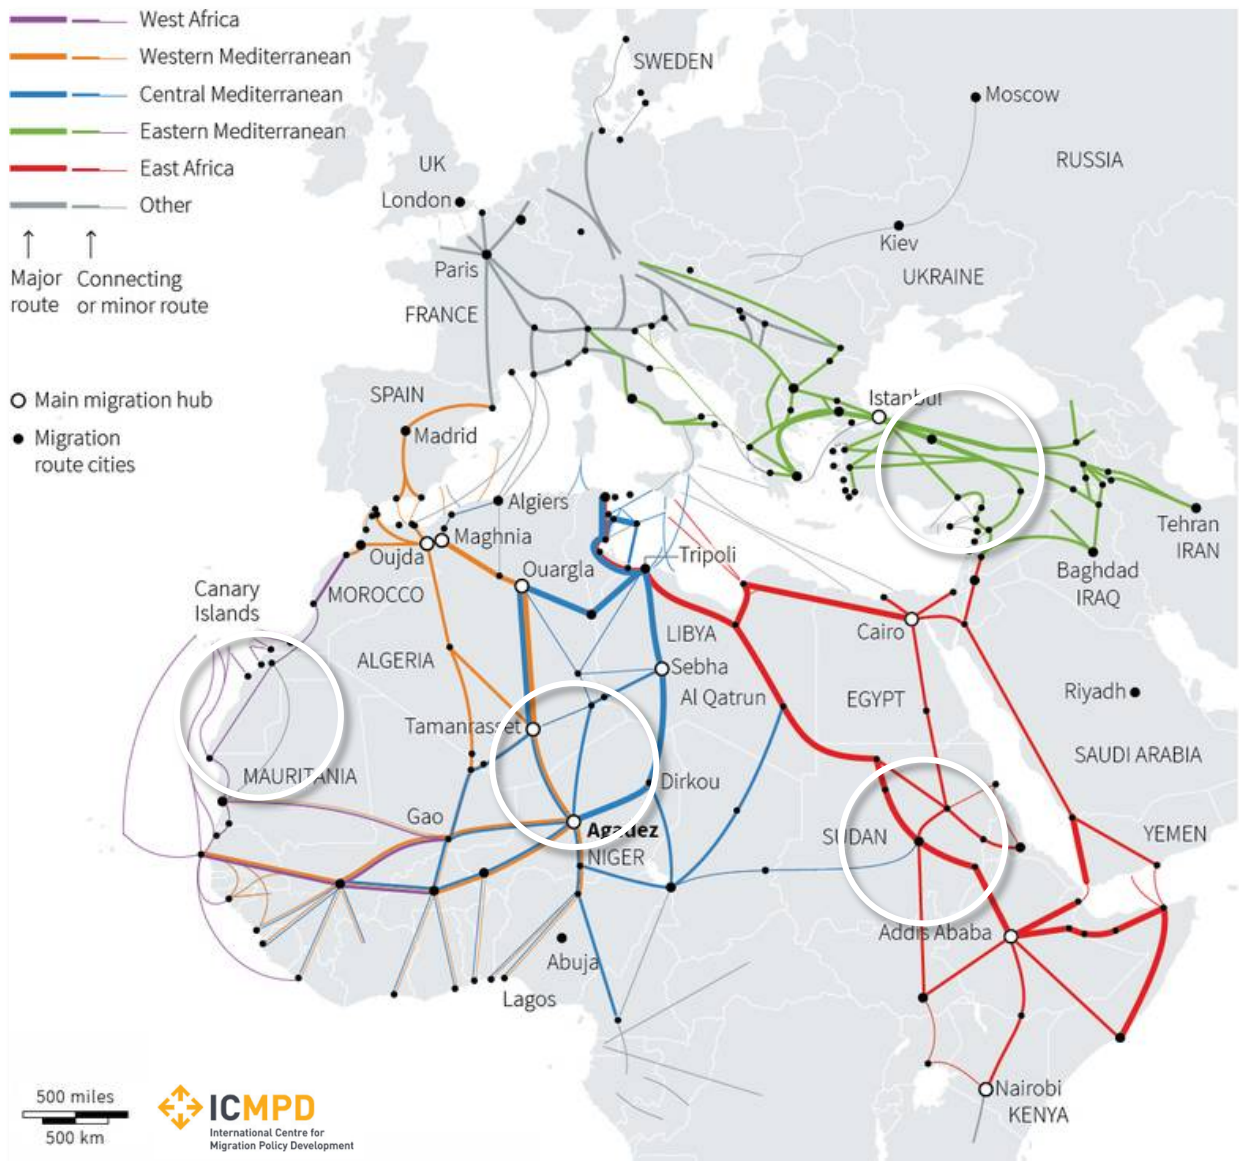 West Africa
Western Mediterranean
Central Mediterranean
Eastern Mediterranean
East Africa
Other
Major
route
Connecting
or minor route
Main migration hub
Migration
route cities
SWEDEN
Moscow
RUSSIA
UK
London
Kiev
UKRAINE
Paris
FRANCE
SPAIN
Madrid
Istanbul
Algiers
Maghnia
Oujda
Tehran
IRAN
Tripoli
Ouargla
Baghdad
IRAQ
Canary
Islands
MOROCCO
LIBYA
Cairo
ALGERIA
Sebha
Al Qatrun
EGYPT
Riyadh
Tamanrasset
SAUDI ARABIA
MAURITANIA
Dirkou
Gao
Agadez
NIGER
SUDAN
YEMEN
Addis Ababa
Abuja
Lagos
Nairobi
KENYA
500 miles
500 km
ICMPD
International Centre for
Migration Policy Development